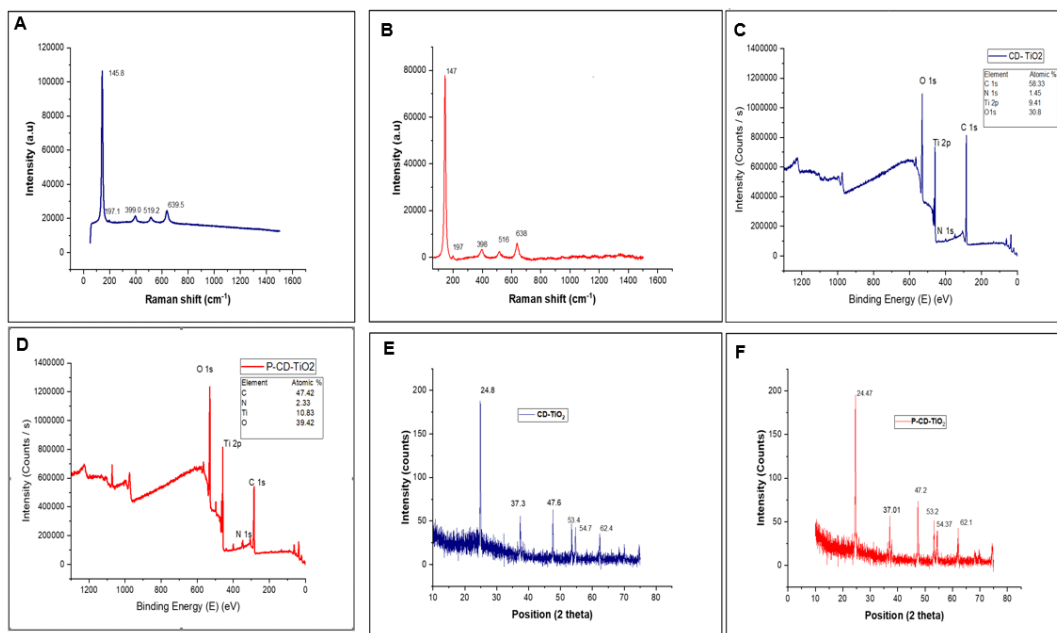 A
145.8
197.1
399.0
519.2
639.5
Intensity (a.u)
120000
100000
80000
60000
40000
20000
0
0 200 400 600 800 1000 1200 1400 1600
Raman shift (cm-1)
B
147
197
398
516
638
Intensity (a.u)
80000
60000
40000
20000
0
200 400 600 800 1000 1200 1400 1600
Raman shift (cm-1)
C
CD- TiO2
Element Atomic %
C 1s 58.33
N 1s 1.45
Ti 2p 9.41
O1s 30.8
O 1s
Ti 2p
C 1s
N 1s
Intensity (Counts / s)
1400000
1200000
1000000
800000
600000
400000
200000
0
1200 1000 800 600 400 200 0
Binding Energy (E) (eV)
D
P-CD-TiO2
Element Atomic %
C 47.42
N 2.33
Ti 10.83
O 39.42
O 1s
Ti 2p
C 1s
N 1s
Intensity (Counts / s)
1400000
1200000
1000000
800000
600000
400000
200000
0
1200 1000 800 600 400 200 0
Binding Energy (E) (eV)
E
CD-TiO2
24.8
37.3
47.6
53.4
54.7
62.4
Intensity (counts)
200
150
100
50
0
10 20 30 40 50 60 70 80
Position (2 theta)
F
P-CD-TiO2
24.47
37.01
47.2
53.2
54.37
62.1
Intensity (counts)
200
150
100
50
0
0 10 20 30 40 50 60 70 80
Position (2 theta)